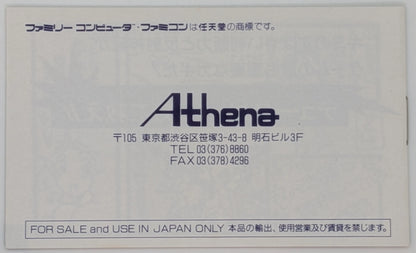 ファミリー コンピュータ・ファミコンは任天堂の商標です。
Athena
〒105 東京都渋谷区笹塚3-43-8 明石ビル3F
TEL 03(376)8860
FAX 03(378)4296
FOR SALE and USE IN JAPAN ONLY 本品の輸出、使用営業及び賃貸を禁じます。